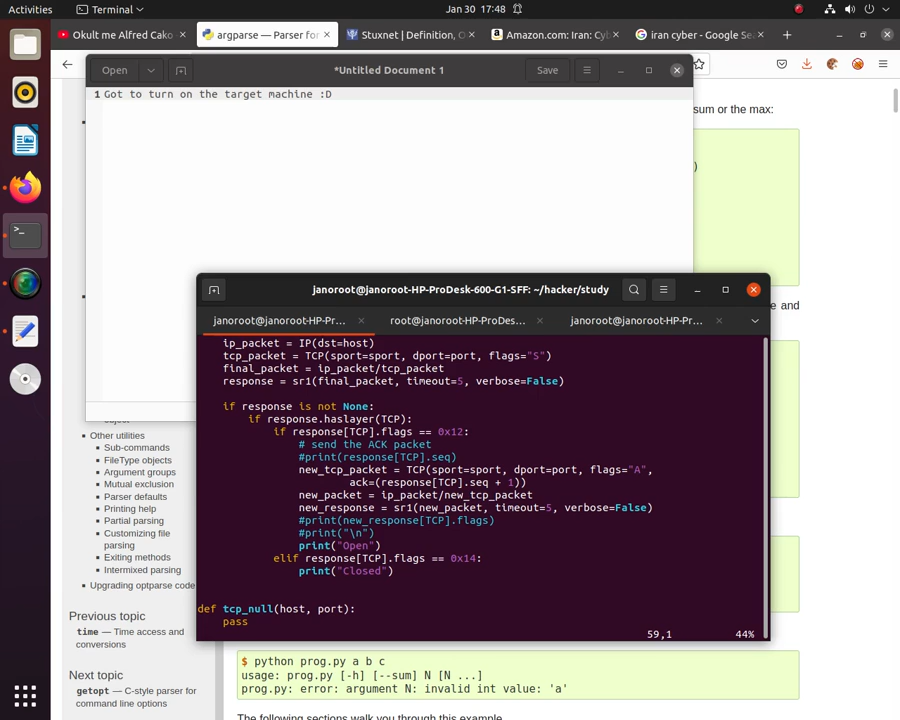 Activities
Terminal
Jan 30 17:48
Okult me Alfred Cako
argparse — Parser for
Stuxnet | Definition, O
Amazon.com: Iran: Cyb
iran cyber - Google Se
Open
*Untitled Document 1
Save
1 Got to turn on the target machine :D
sum or the max:
)
e and
janoroot@janoroot-HP-ProDesk-600-G1-SFF: ~/hacker/study
janoroot@janoroot-HP-Pr...
root@janoroot-HP-ProDes...
janoroot@janoroot-HP-Pr...
ip_packet = IP(dst=host)
tcp_packet = TCP(sport=sport, dport=port, flags="S")
final_packet = ip_packet/tcp_packet
response = sr1(final_packet, timeout=5, verbose=False)
if response is not None:
if response.haslayer(TCP):
if response[TCP].flags == 0x12:
# send the ACK packet
#print(response[TCP].seq)
new_tcp_packet = TCP(sport=sport, dport=port, flags="A",
ack=(response[TCP].seq + 1))
new_packet = ip_packet/new_tcp_packet
new_response = sr1(new_packet, timeout=5, verbose=False)
#print(new_response[TCP].flags)
#print("\n")
print("Open")
elif response[TCP].flags == 0x14:
print("Closed")
def tcp_null(host, port):
pass
59,1 44%
object
Other utilities
Sub-commands
FileType objects
Argument groups
Mutual exclusion
Parser defaults
Printing help
Partial parsing
Customizing file
parsing
Exiting methods
Intermixed parsing
Upgrading optparse code
Previous topic
time — Time access and
conversions
Next topic
getopt — C-style parser for
command line options
$ python prog.py a b c
usage: prog.py [-h] [--sum] N [N ...]
prog.py: error: argument N: invalid int value: 'a'
The following sections walk you through this example.